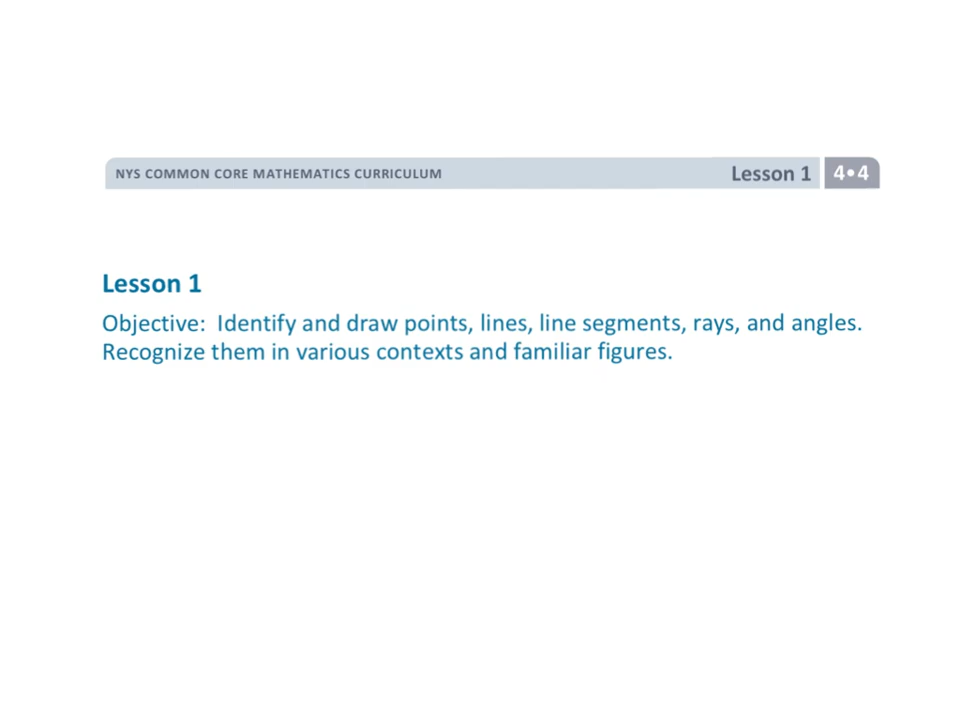 NYS COMMON CORE MATHEMATICS CURRICULUM Lesson 1 4•4
Lesson 1
Objective: Identify and draw points, lines, line segments, rays, and angles.
Recognize them in various contexts and familiar figures.